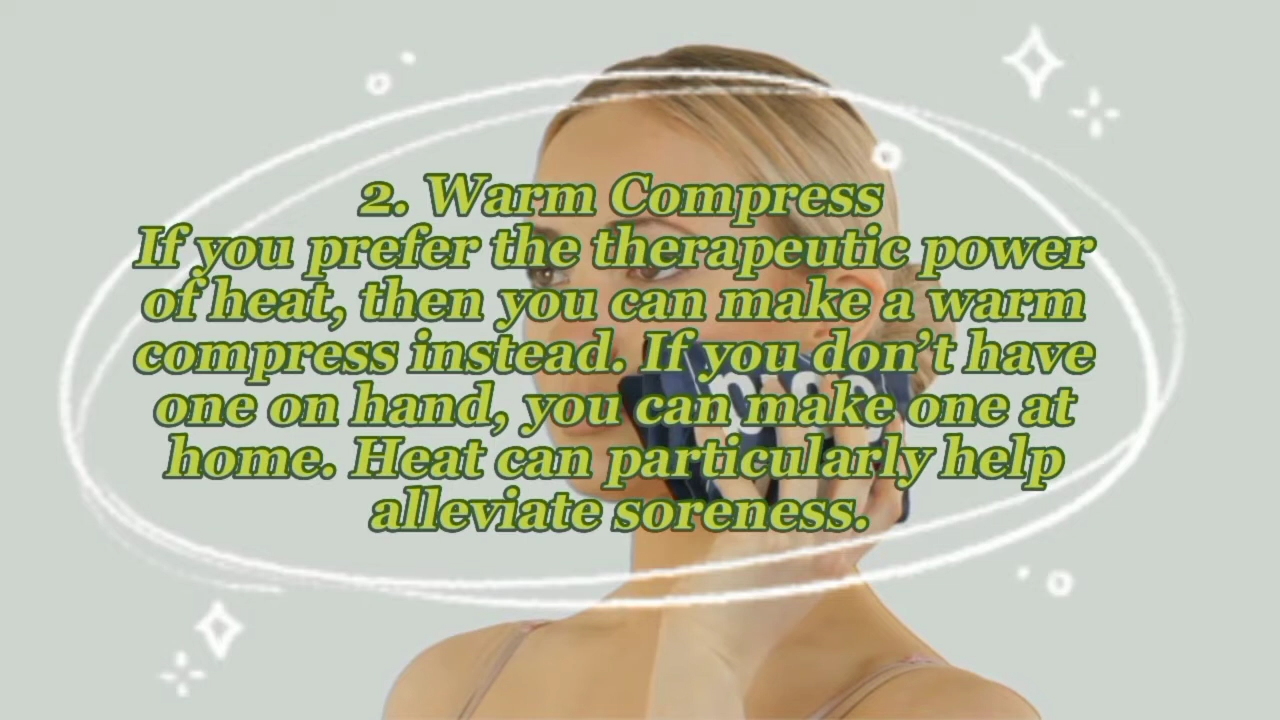 2. Warm Compress
If you prefer the therapeutic power
of heat, then you can make a warm
compress instead. If you don’t have
one on hand, you can make one at
home. Heat can particularly help
alleviate soreness.